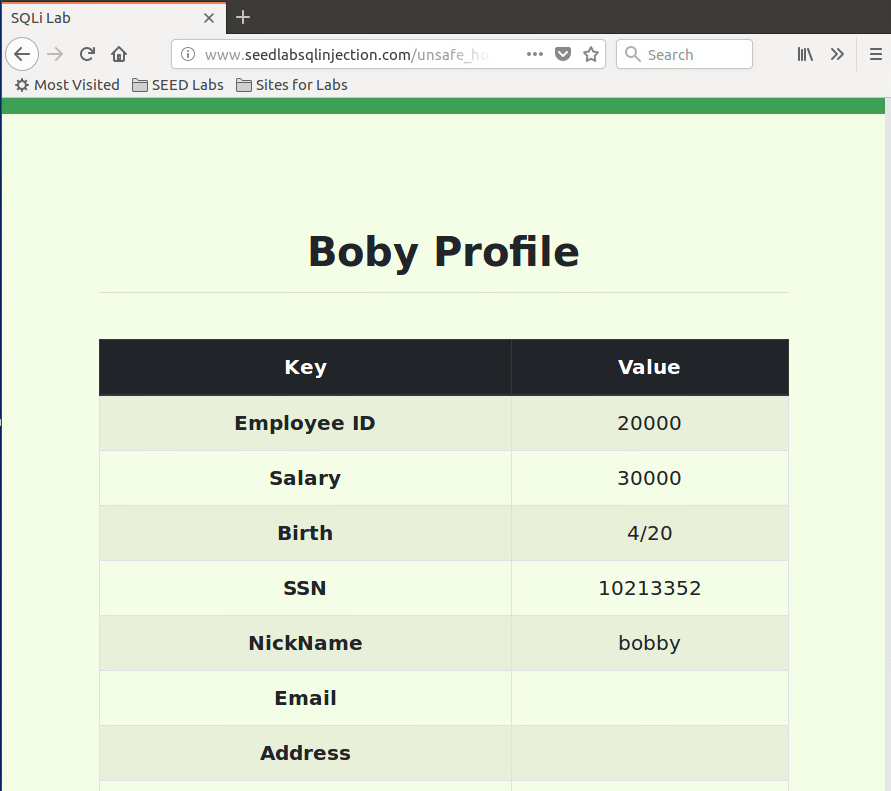 SQLi Lab
www.seedlabsqlinjection.com/unsafe_ho
Search
Most Visited SEED Labs Sites for Labs
Boby Profile
Key Value
Employee ID 20000
Salary 30000
Birth 4/20
SSN 10213352
NickName bobby
Email
Address